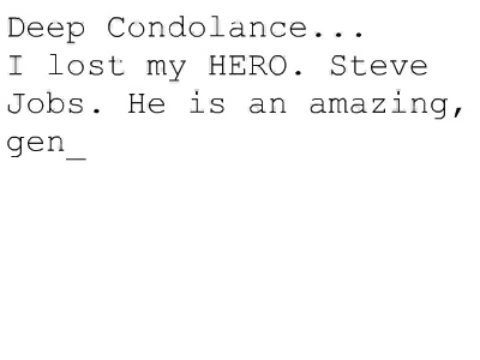 Deep Condolance...
I lost my HERO. Steve
Jobs. He is an amazing,
gen_